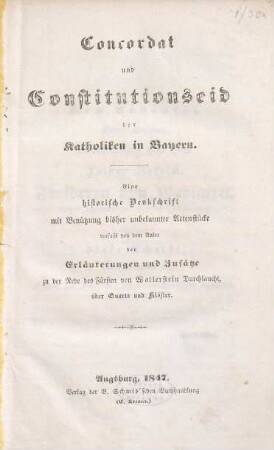 Concordat
und
Constitutionseid
der
Katholiken in Bayern.
Eine
historische Denkschrift
mit Benützung bisher unbekannter Actenstücke
verfaßt von dem Autor
der
Erläuterungen und Zusätze
zu der Rede des Fürsten von Wallerstein Durchlaucht,
über Quarta und Klöster.
Augsburg, 1847.
Verlag der B. Schmid'schen Buchhandlung